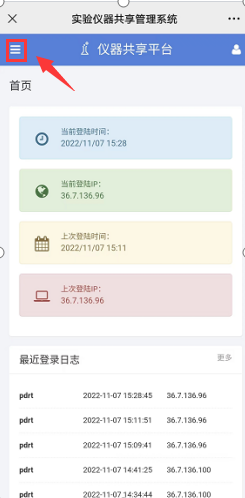 实验仪器共享管理系统
仪器共享平台
首页
当前登陆时间:
2022/11/07 15:28
当前登陆IP:
36.7.136.96
上次登陆时间:
2022/11/07 15:11
上次登陆IP:
36.7.136.96
最近登录日志 更多
pdrt 2022-11-07 15:28:45 36.7.136.96
pdrt 2022-11-07 15:11:51 36.7.136.96
pdrt 2022-11-07 15:09:41 36.7.136.96
pdrt 2022-11-07 14:41:25 36.7.136.100
pdrt 2022-11-07 14:34:44 36.7.136.100